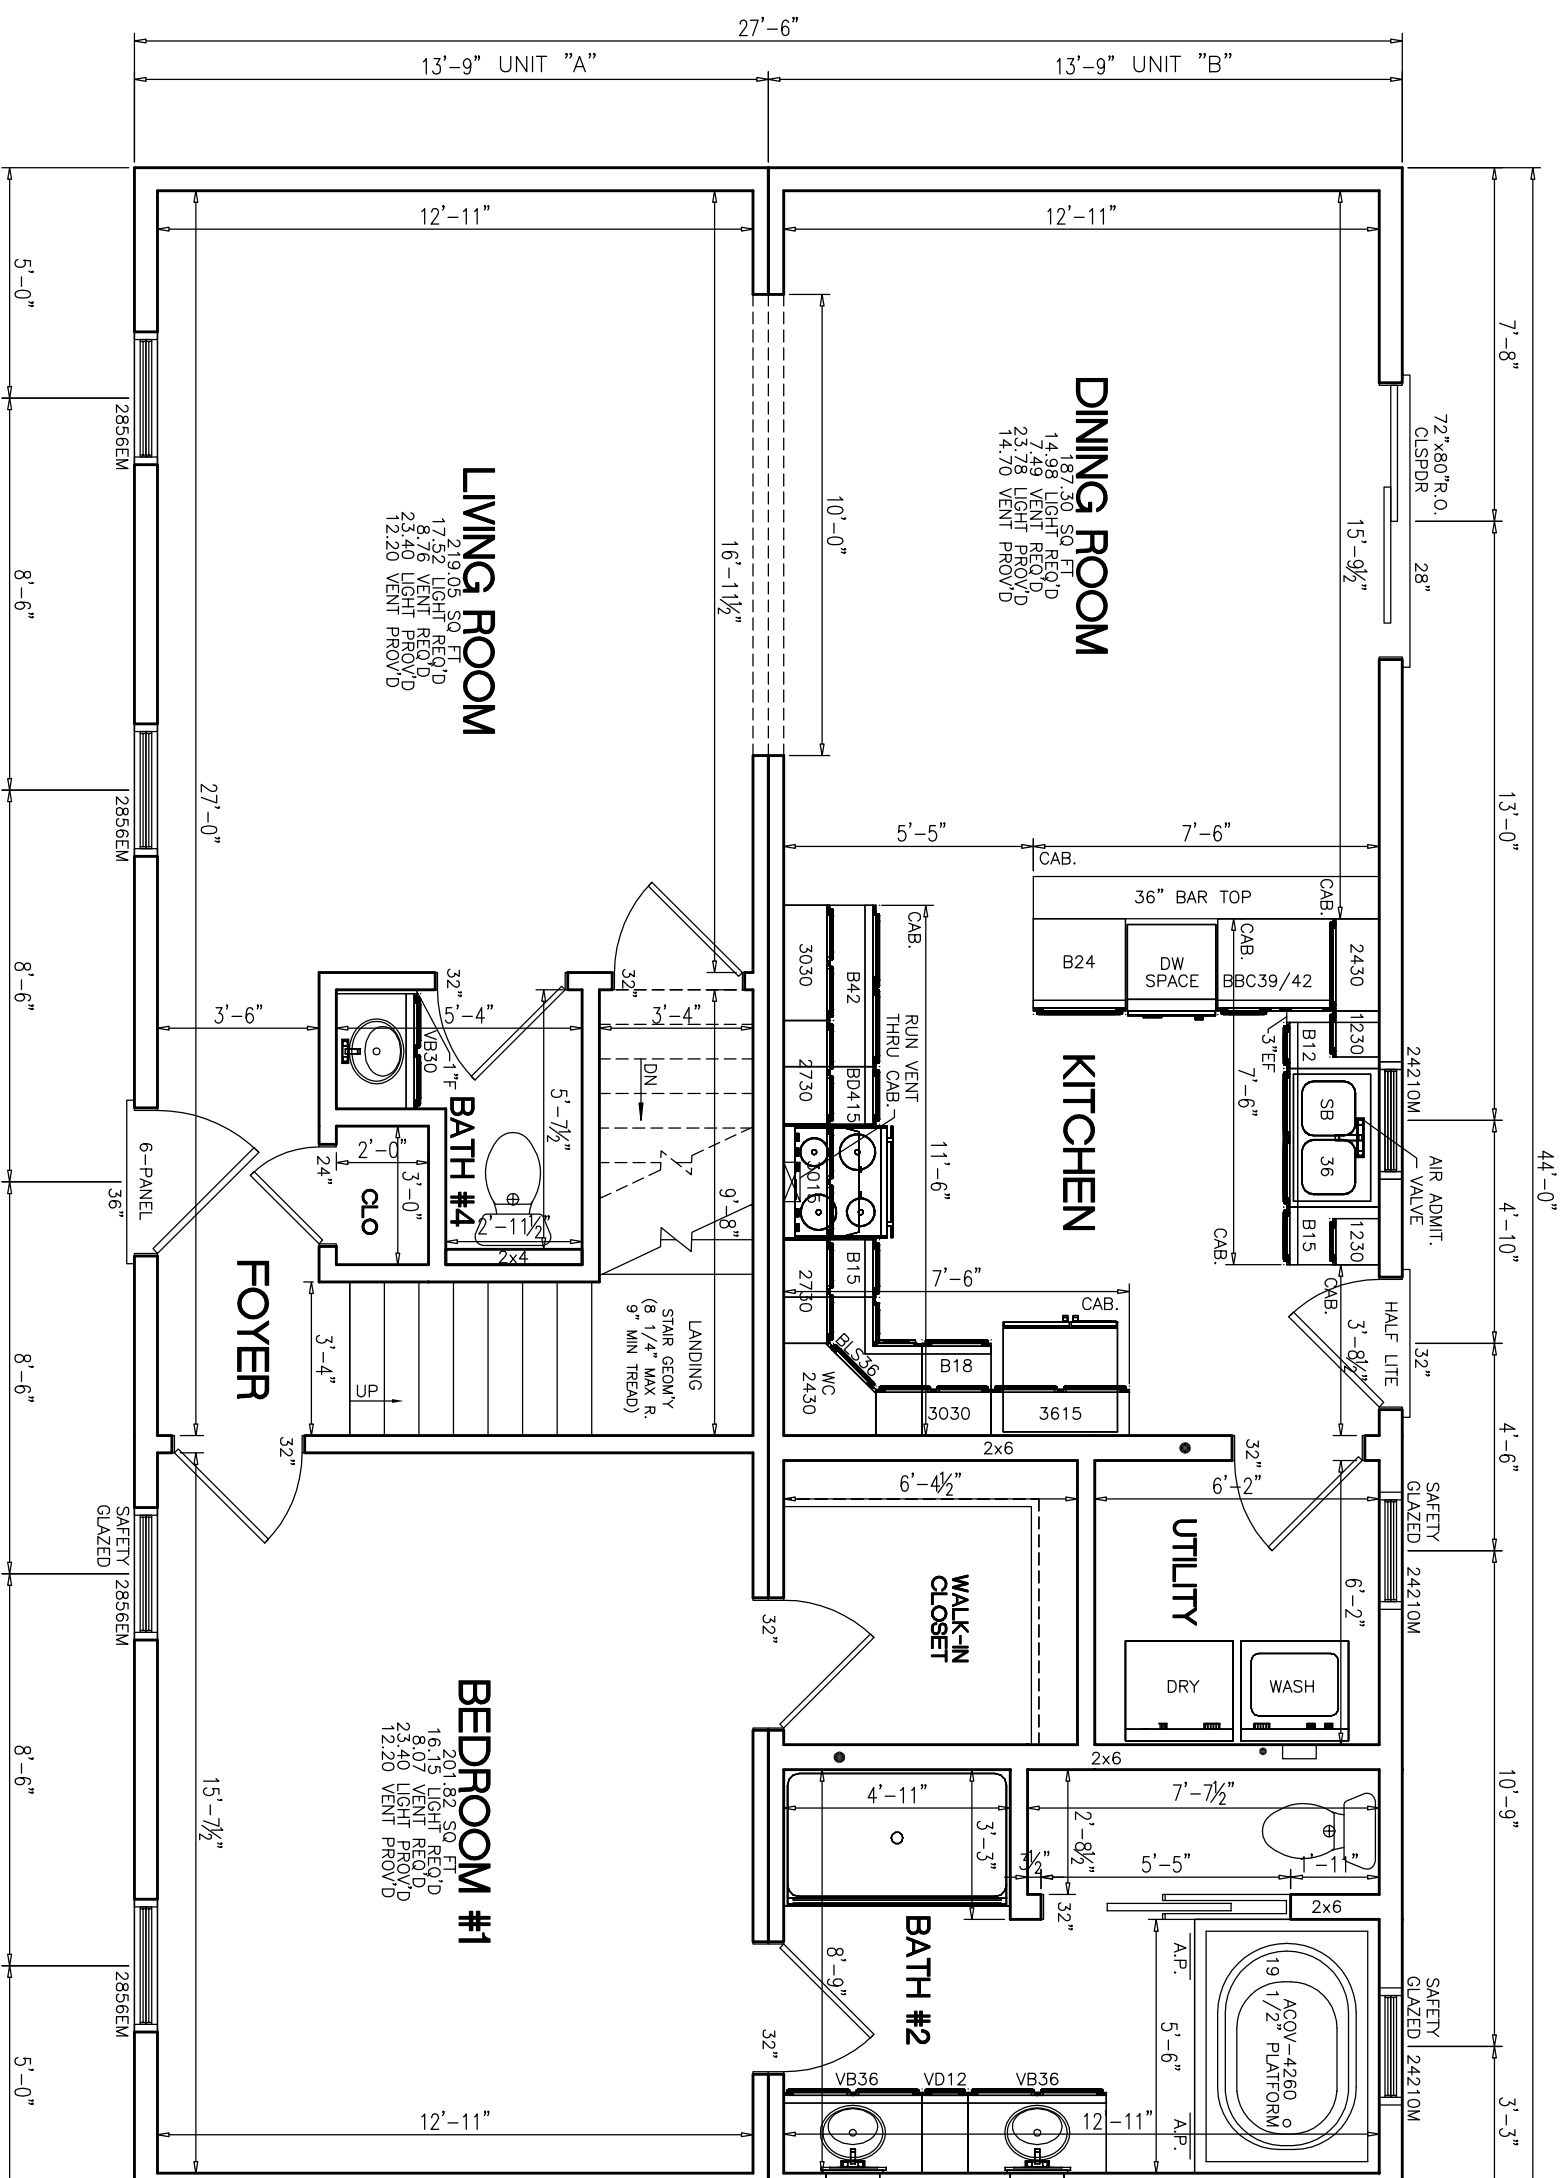 27'-6"
13'-9" UNIT "A"
13'-9" UNIT "B"
44'-0"
7'-8"
13'-0"
4'-10"
4'-6"
10'-9"
3'-3"
72"x80"R.O.
CLSPDR
28"
24210M
AIR ADMIT.
VALVE
HALF LITE
32"
SAFETY
GLAZED
24210M
SAFETY
GLAZED
24210M
12'-11"
15'-9½"
DINING ROOM
187.30 SQ FT
14.98 LIGHT REQ'D
7.49 VENT REQ'D
23.78 LIGHT PROV'D
14.70 VENT PROV'D
10'-0"
5'-5"
7'-6"
CAB.
36" BAR TOP
CAB.
B24
DW
SPACE
CAB.
BBC39/42
2430
1230
B12
3"EF
7'-6"
SB
36
B15
1230
CAB.
CAB.
3'-8½"
KITCHEN
CAB.
RUN VENT
THRU CAB.
3030
B42
2730
BD415
3015
11'-6"
B15
2730
7'-6"
CAB.
BLS36
B18
WC
2430
3030
3615
2x6
32"
6'-4½"
6'-2"
UTILITY
6'-2"
WALK-IN
CLOSET
32"
DRY
WASH
2x6
4'-11"
3'-3"
7'-7½"
2'-8½"
3½"
5'-5"
1'-11"
32"
2x6
BATH #2
8'-9"
32"
A.P.
19 1/2" PLATFORM
ACOV-4260
5'-6"
A.P.
VB36
VD12
VB36
12'-11"
12'-11"
16'-11½"
LIVING ROOM
219.05 SQ FT
17.52 LIGHT REQ'D
8.76 VENT REQ'D
23.40 LIGHT PROV'D
12.20 VENT PROV'D
27'-0"
32"
32"
3'-6"
5'-4"
3'-4"
VB30
1"F
DN
BATH #4
5'-7½"
2'-11½"
2x4
9'-8"
2'-0"
3'-0"
CLO
24"
6-PANEL
36"
FOYER
3'-4"
UP
LANDING
STAIR GEOM'Y
(8 1/4" MAX R.
9" MIN TREAD)
32"
BEDROOM #1
201.82 SQ FT
16.15 LIGHT REQ'D
8.07 VENT REQ'D
23.40 LIGHT PROV'D
12.20 VENT PROV'D
15'-7½"
12'-11"
2856EM
2856EM
SAFETY
GLAZED
2856EM
2856EM
5'-0"
8'-6"
8'-6"
8'-6"
8'-6"
5'-0"